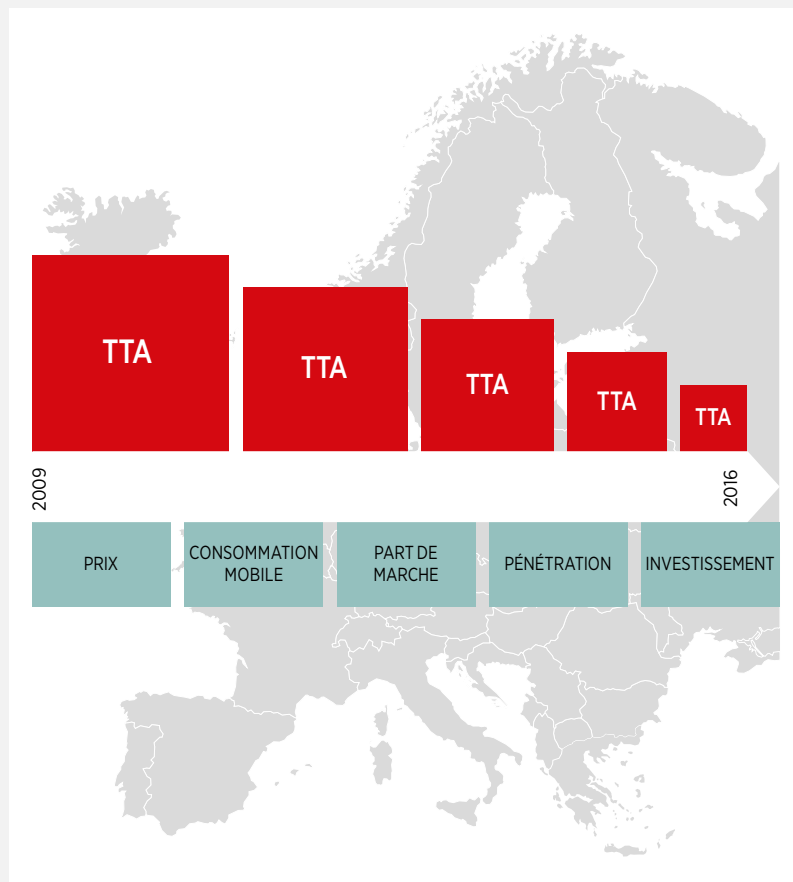 TTA
TTA
TTA
TTA
TTA
2009
2016
PRIX
CONSOMMATION
MOBILE
PART DE
MARCHE
PÉNÉTRATION
INVESTISSEMENT